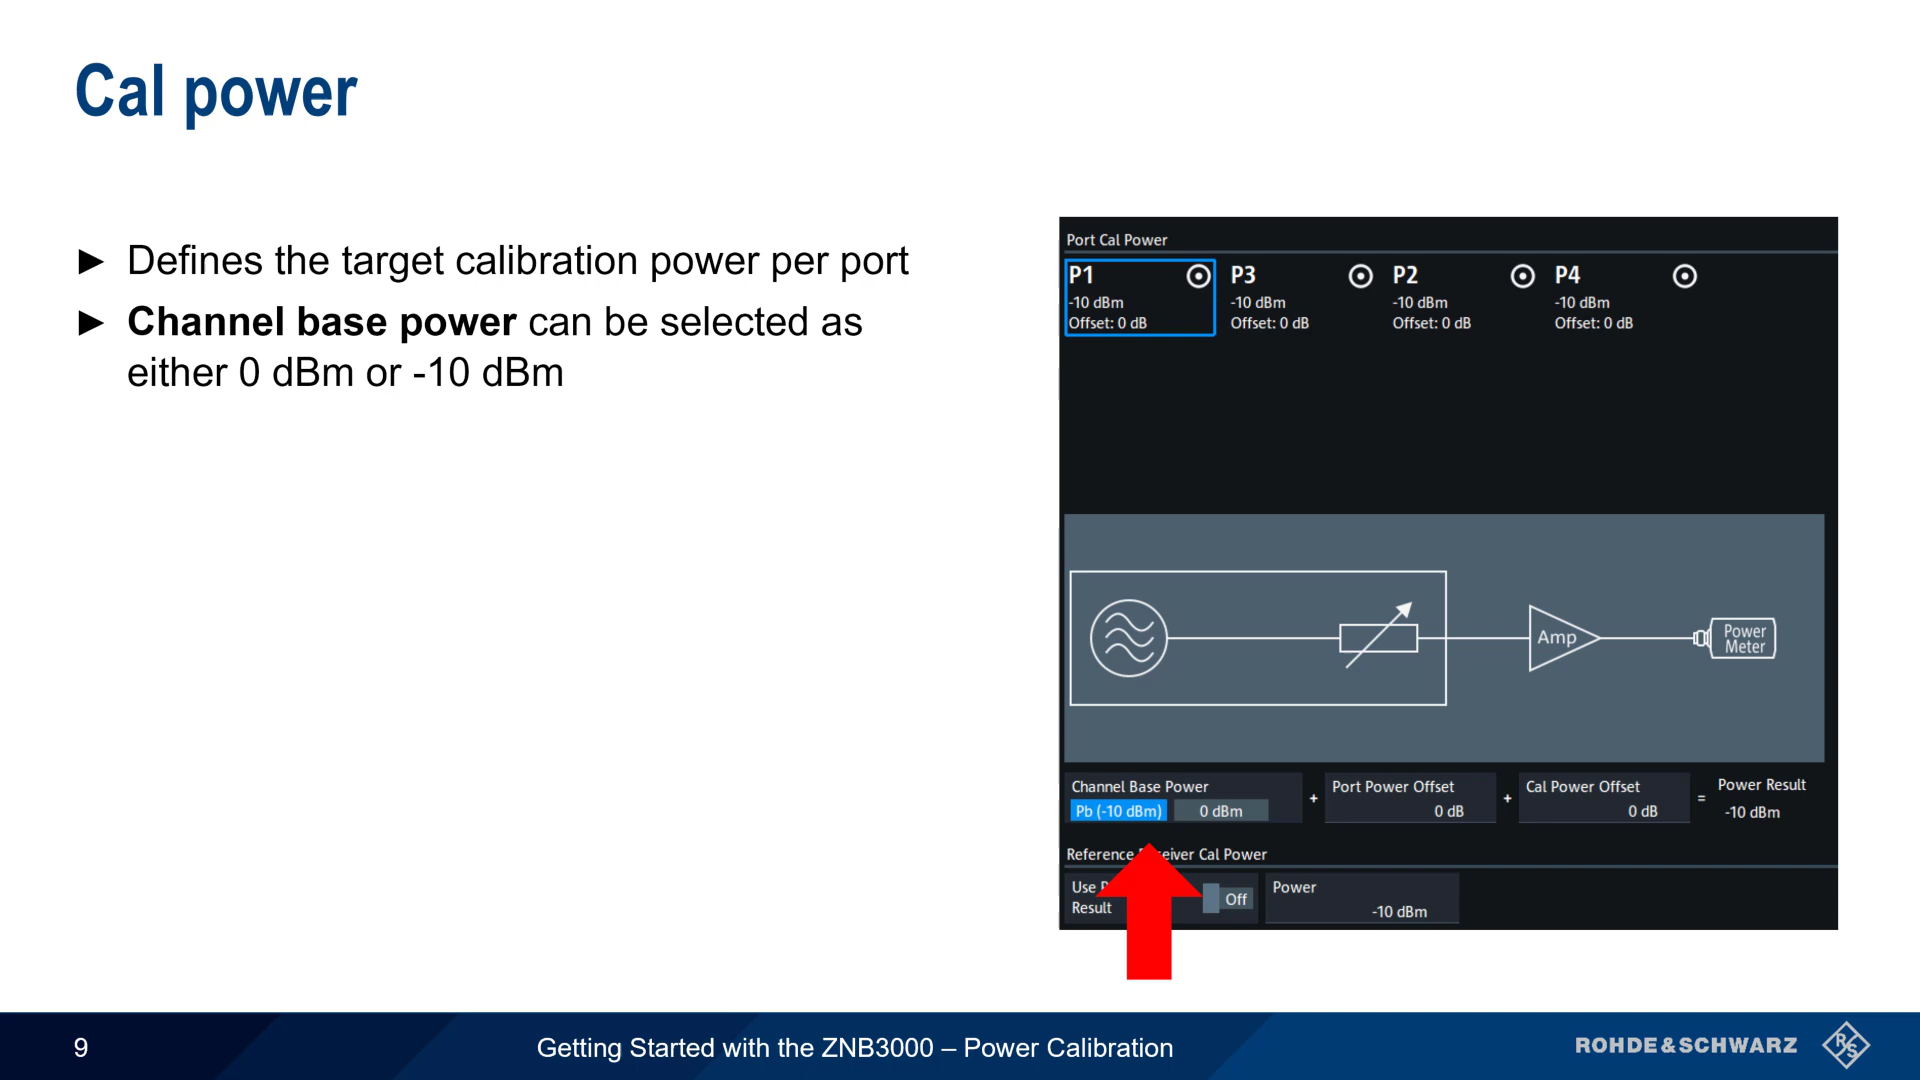 Cal power
► Defines the target calibration power per port
► Channel base power can be selected as
either 0 dBm or -10 dBm
Port Cal Power
P1 P3 P2 P4
-10 dBm -10 dBm -10 dBm -10 dBm
Offset: 0 dB Offset: 0 dB Offset: 0 dB Offset: 0 dB
Amp
Power
Meter
Channel Base Power + Port Power Offset + Cal Power Offset = Power Result
Pb (-10 dBm) 0 dBm 0 dB 0 dB -10 dBm
Reference Cal Power
Use Power
Result Off -10 dBm
9 Getting Started with the ZNB3000 – Power Calibration ROHDE&SCHWARZ
R&S